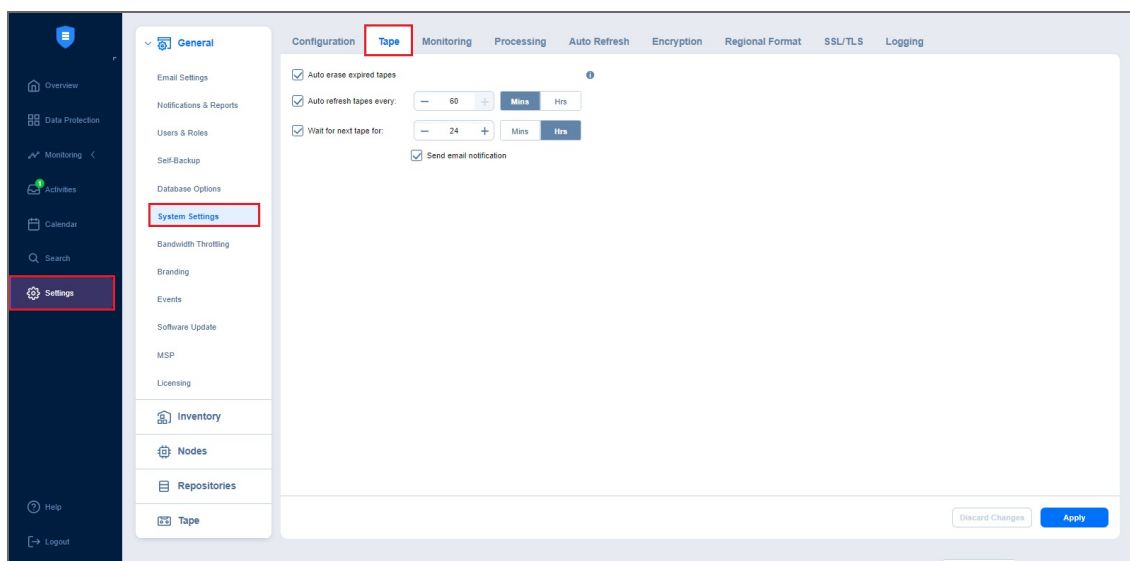 Overview
Data Protection
Monitoring
Activities
1
Calendar
Search
Settings
Help
Logout
General
Email Settings
Notifications & Reports
Users & Roles
Self-Backup
Database Options
System Settings
Bandwidth Throttling
Branding
Events
Software Update
MSP
Licensing
Inventory
Nodes
Repositories
Tape
Configuration Tape Monitoring Processing Auto Refresh Encryption Regional Format SSL/TLS Logging
Auto erase expired tapes
Auto refresh tapes every: − 60 + Mins Hrs
Wait for next tape for: − 24 + Mins Hrs
Send email notification
Discard Changes Apply